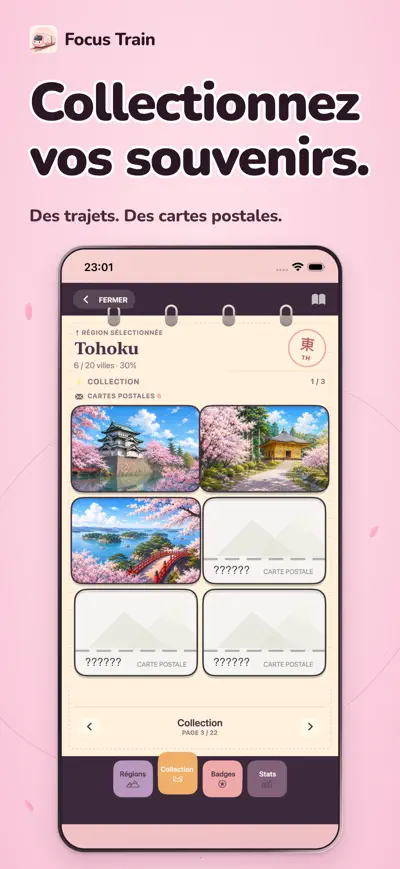 Focus Train
Collectionnez
vos souvenirs.
Des trajets. Des cartes postales.
23:01
FERMER
RÉGION SÉLECTIONNÉE
Tohoku
6 / 20 villes · 30%
東
TH
COLLECTION
1 / 3
CARTES POSTALES 6
?????? CARTE POSTALE
?????? CARTE POSTALE
?????? CARTE POSTALE
Collection
PAGE 3 / 22
Régions
Collection
Badges
Stats